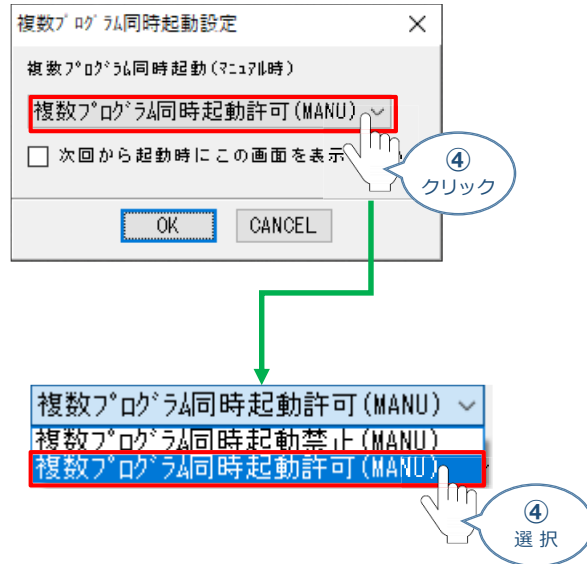 複数ﾌﾟﾛｸﾞﾗﾑ同時起動設定
複数ﾌﾟﾛｸﾞﾗﾑ同時起動(ﾏﾆｭｱﾙ時)
複数ﾌﾟﾛｸﾞﾗﾑ同時起動許可(MANU)
次回から起動時にこの画面を表示
④
クリック
OK
CANCEL
複数ﾌﾟﾛｸﾞﾗﾑ同時起動許可(MANU)
複数ﾌﾟﾛｸﾞﾗﾑ同時起動禁止(MANU)
複数ﾌﾟﾛｸﾞﾗﾑ同時起動許可(MANU)
④
選 択